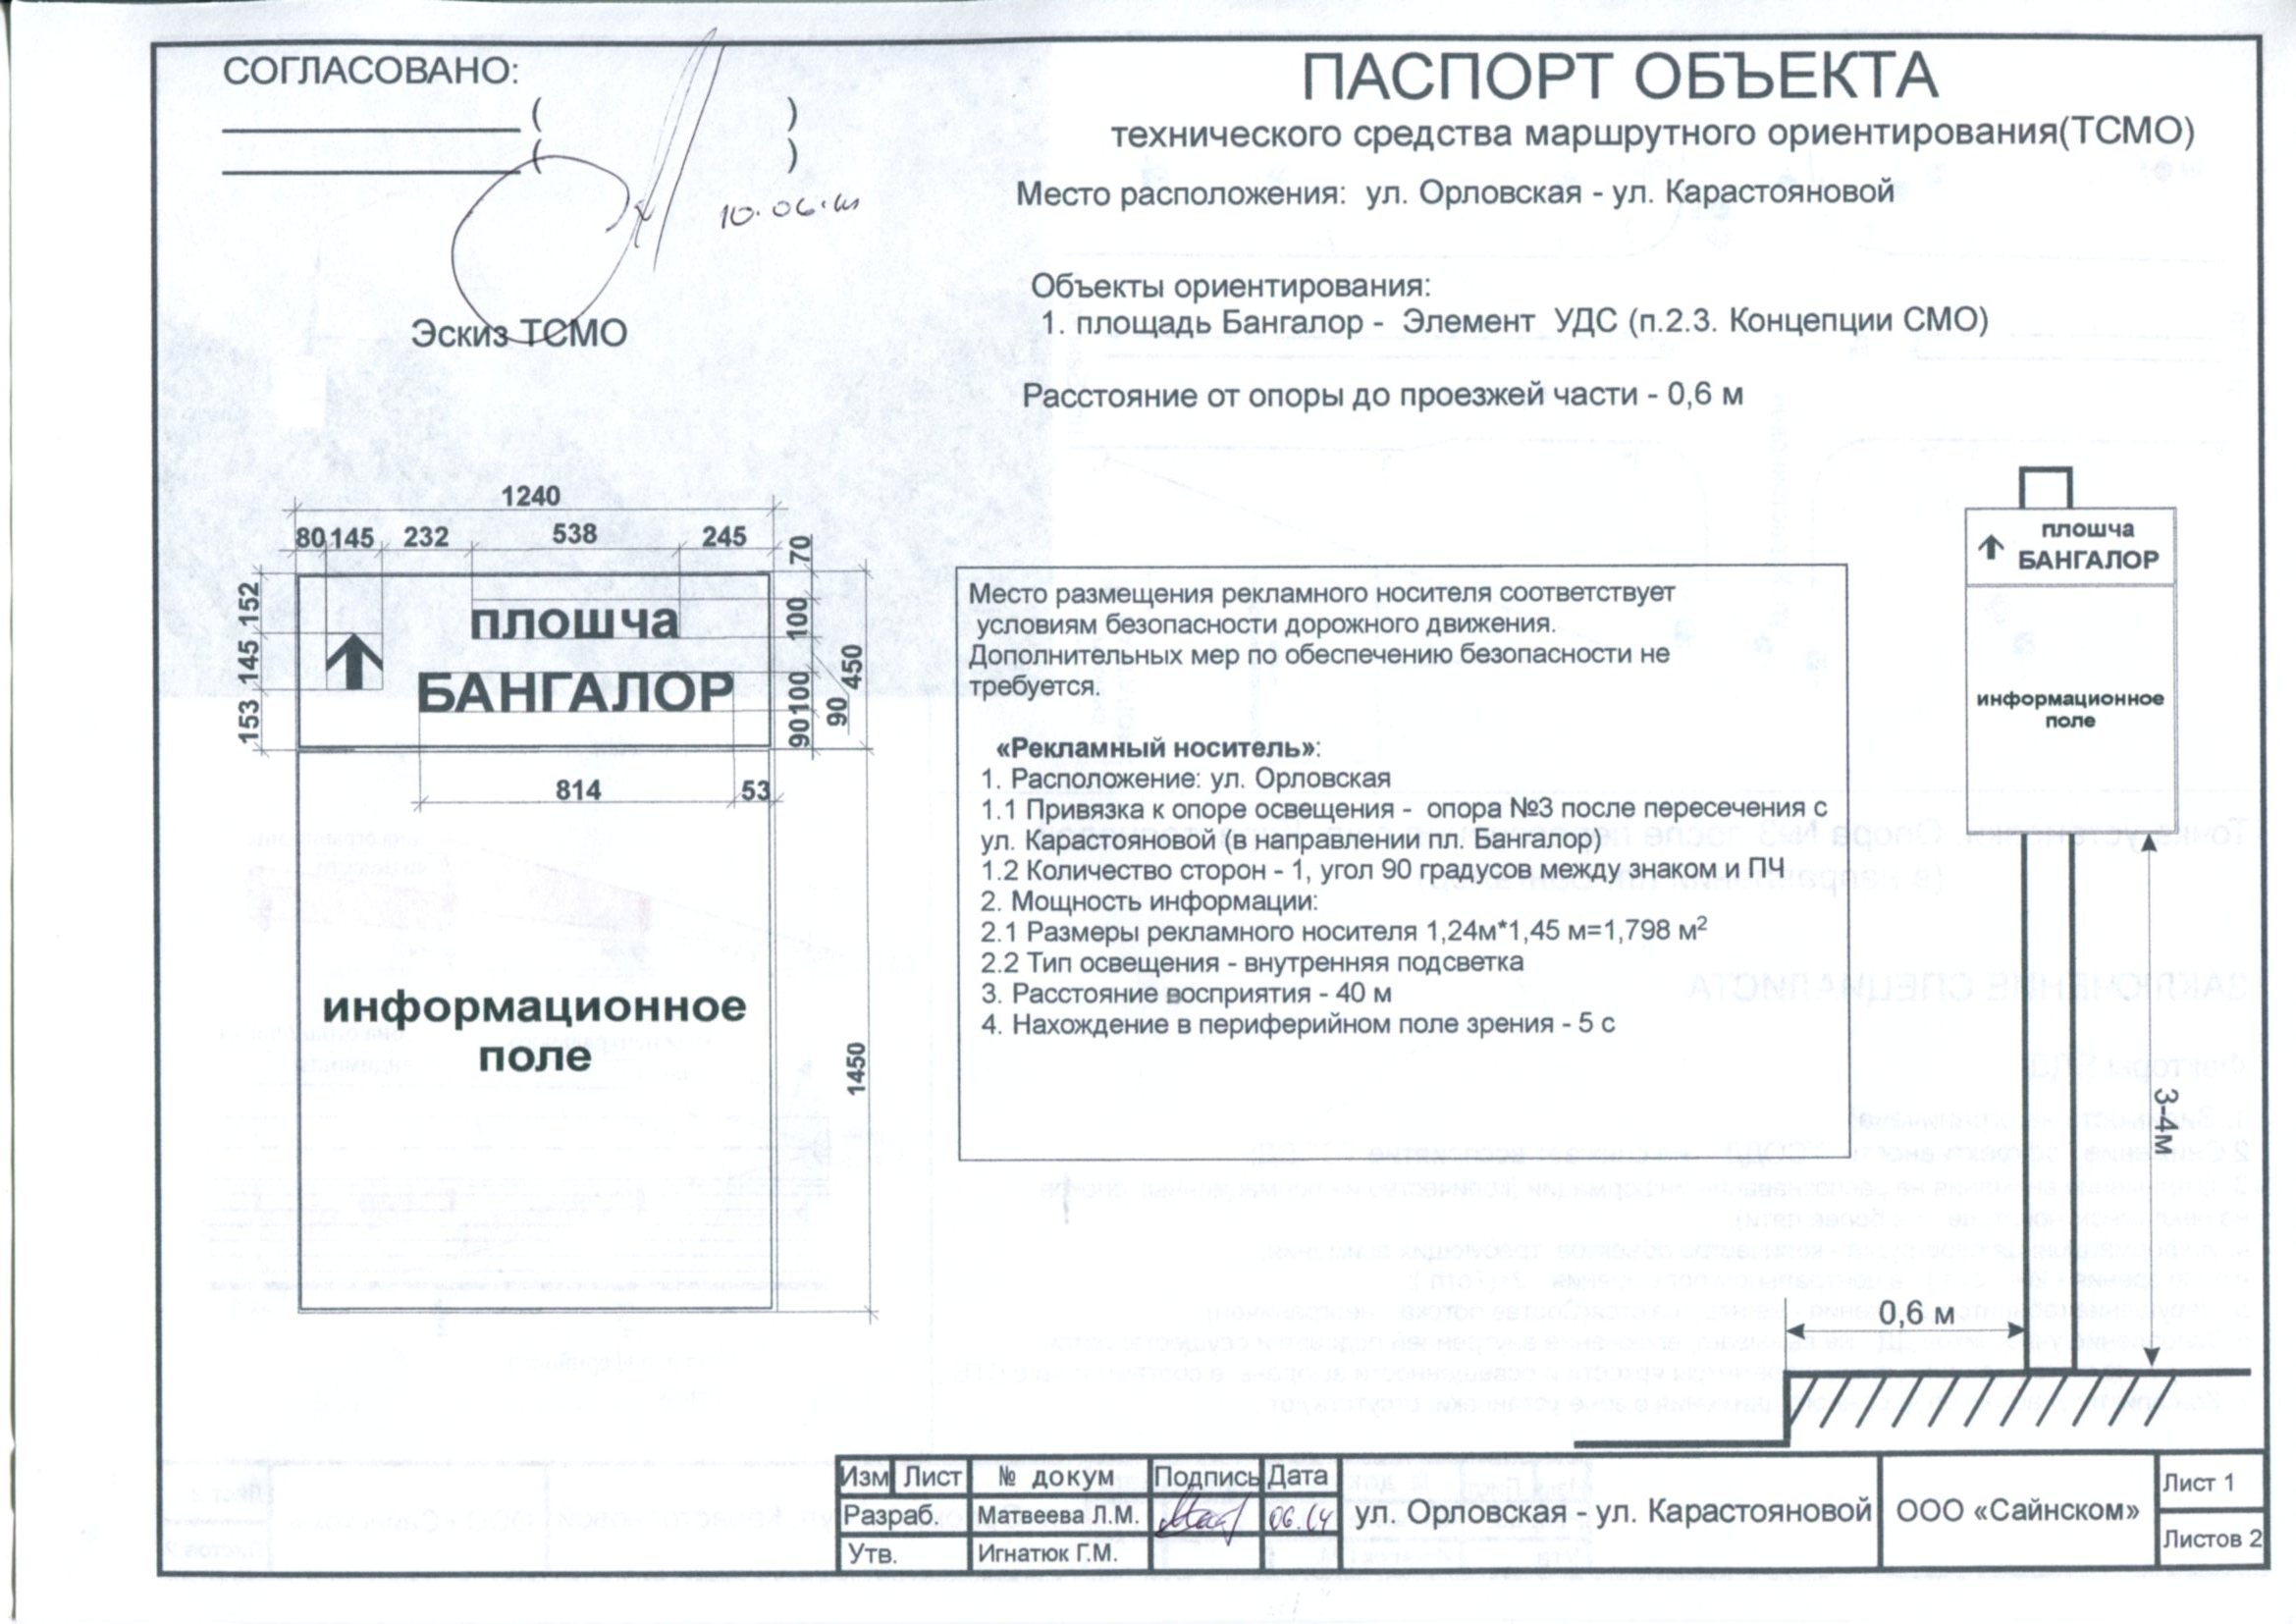 СОГЛАСОВАНО:
( )
( )
10.06.
Эскиз ТСМО
ПАСПОРТ ОБЪЕКТА
технического средства маршрутного ориентирования(ТСМО)
Место расположения: ул. Орловская - ул. Карастояновой
Объекты ориентирования:
1. площадь Бангалор - Элемент УДС (п.2.3. Концепции СМО)
Расстояние от опоры до проезжей части - 0,6 м
1240
80 145 232 538 245
70
100
100
90
90
450
152
145
153
площча
БАНГАЛОР
814 53
информационное
поле
1450
Место размещения рекламного носителя соответствует
условиям безопасности дорожного движения.
Дополнительных мер по обеспечению безопасности не
требуется.
«Рекламный носитель»:
1. Расположение: ул. Орловская
1.1 Привязка к опоре освещения - опора №3 после пересечения с
ул. Карастояновой (в направлении пл. Бангалор)
1.2 Количество сторон - 1, угол 90 градусов между знаком и ПЧ
2. Мощность информации:
2.1 Размеры рекламного носителя 1,24м*1,45 м=1,798 м²
2.2 Тип освещения - внутренняя подсветка
3. Расстояние восприятия - 40 м
4. Нахождение в периферийном поле зрения - 5 с
плошча
БАНГАЛОР
информационное
поле
3-4м
0,6 м
Изм Лист № докум Подпись Дата
Разраб. Матвеева Л.М. 06.14
Утв. Игнатюк Г.М.
ул. Орловская - ул. Карастояновой
ООО «Сайнском»
Лист 1
Листов 2